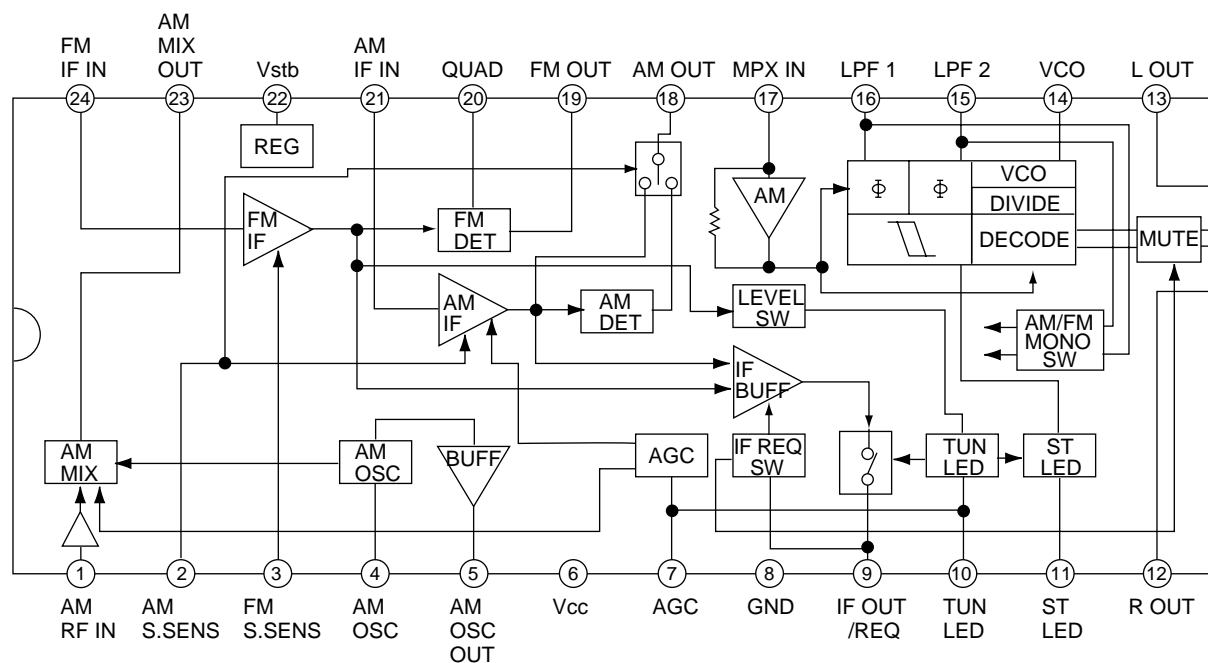 FM
IF IN
AM
MIX
OUT
Vstb
AM
IF IN
QUAD
FM OUT
AM OUT
MPX IN
LPF 1
LPF 2
VCO
L OUT
24
23
22
21
20
19
18
17
16
15
14
13
REG
FM
IF
FM
DET
AM
IF
AM
DET
AM
Φ
Φ
VCO
DIVIDE
DECODE
MUTE
LEVEL
SW
AM/FM
MONO
SW
IF
BUFF
AM
MIX
AM
OSC
BUFF
AGC
IF REQ
SW
TUN
LED
ST
LED
1
2
3
4
5
6
7
8
9
10
11
12
AM
RF IN
AM
S.SENS
FM
S.SENS
AM
OSC
AM
OSC
OUT
Vcc
AGC
GND
IF OUT
/REQ
TUN
LED
ST
LED
R OUT